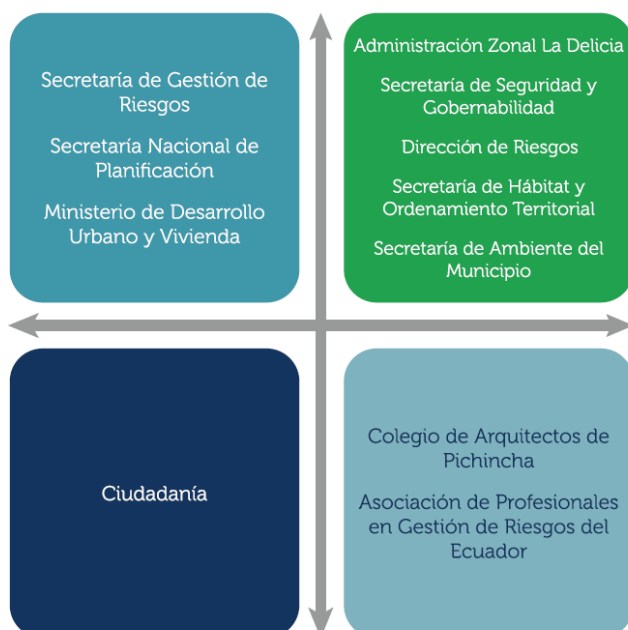 Secretaría de Gestión de
Riesgos
Secretaría Nacional de
Planificación
Ministerio de Desarrollo
Urbano y Vivienda
Administración Zonal La Delicia
Secretaría de Seguridad y
Gobernabilidad
Dirección de Riesgos
Secretaría de Hábitat y
Ordenamiento Territorial
Secretaría de Ambiente del
Municipio
Ciudadanía
Colegio de Arquitectos de
Pichincha
Asociación de Profesionales
en Gestión de Riesgos del
Ecuador